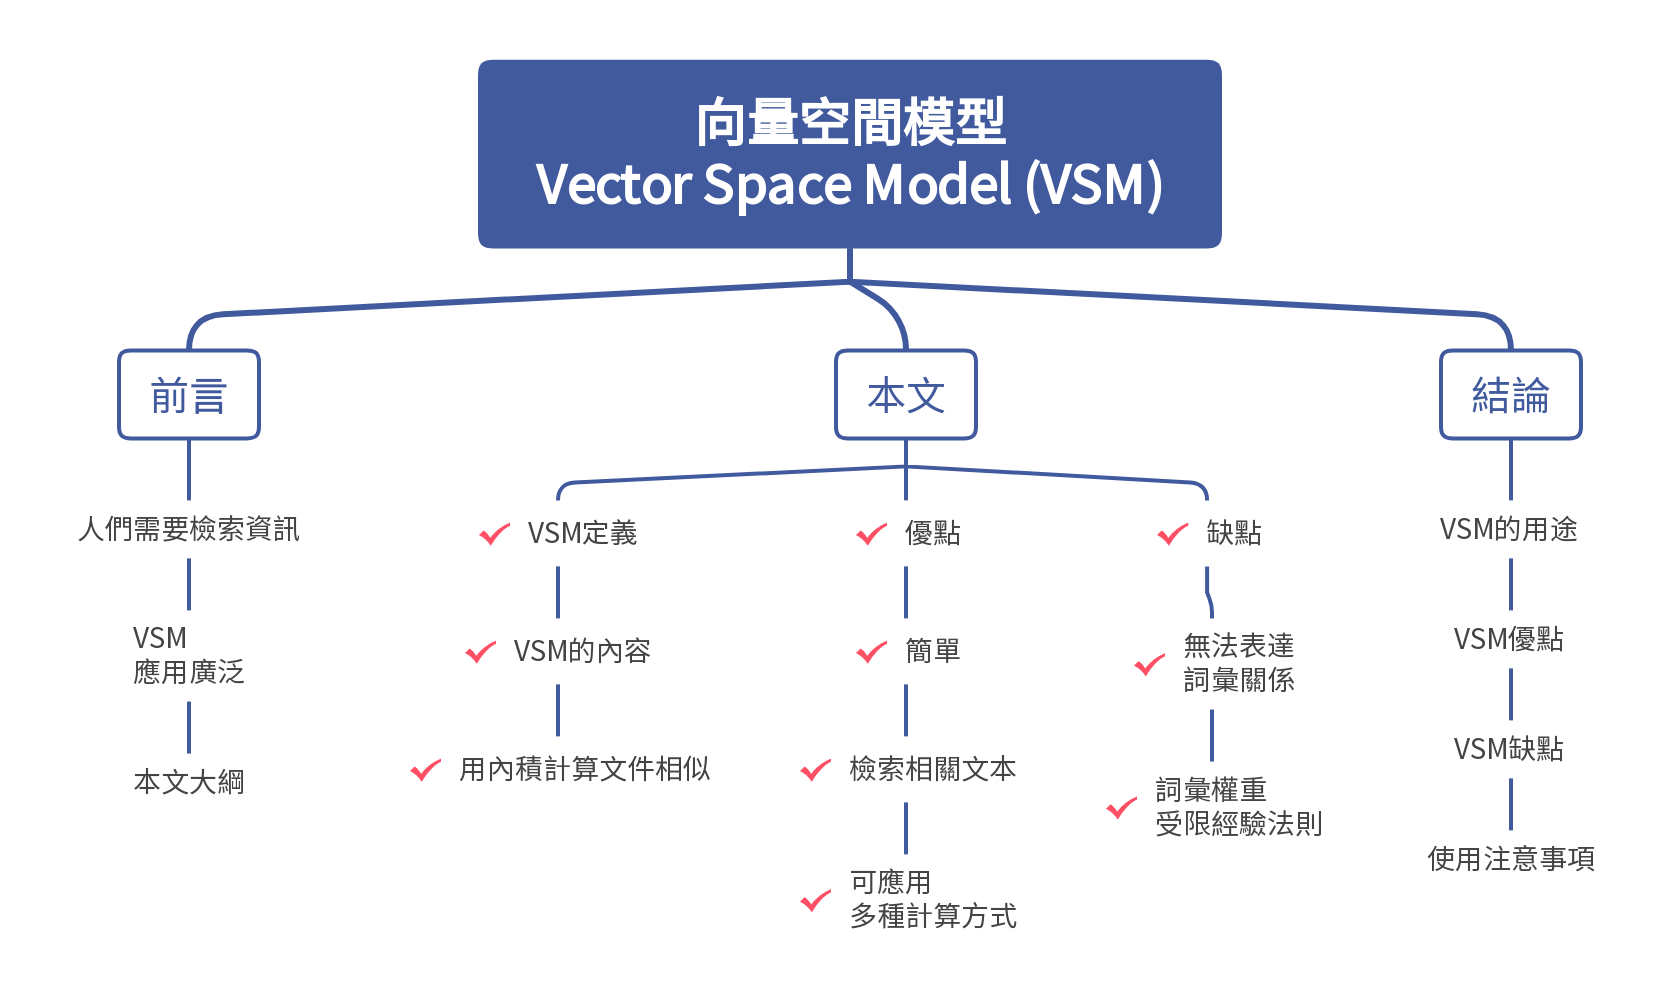 向量空間模型
Vector Space Model (VSM)
前言
人們需要檢索資訊
VSM
應用廣泛
本文大綱
本文
VSM定義
VSM的內容
用內積計算文件相似
優點
簡單
檢索相關文本
可應用
多種計算方式
缺點
無法表達
詞彙關係
詞彙權重
受限經驗法則
結論
VSM的用途
VSM優點
VSM缺點
使用注意事項